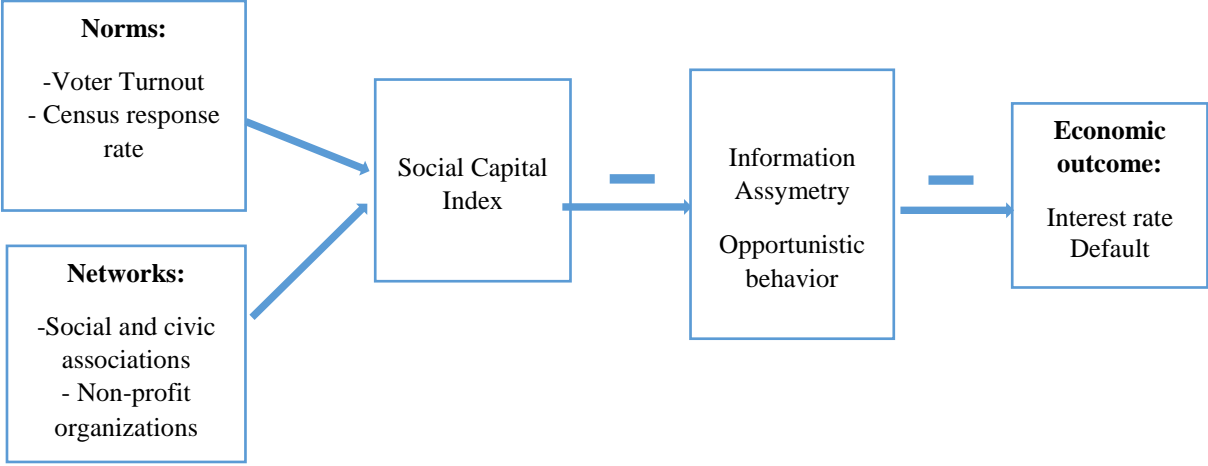 Norms:
-Voter Turnout
- Census response
rate
Networks:
-Social and civic
associations
- Non-profit
organizations
Social Capital
Index
Information
Assymetry
Opportunistic
behavior
Economic
outcome:
Interest rate
Default